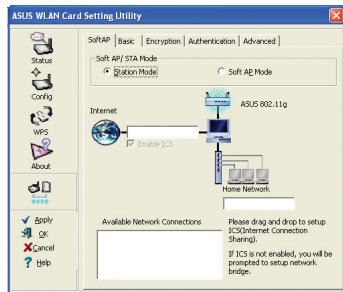 ASUS WLAN Card Setting Utility
Status
Config
WPS
About
Apply
OK
Cancel
Help
SoftAP Basic Encryption Authentication Advanced
Soft AP/ STA Mode
Station Mode Soft AP Mode
Internet
ASUS 802.11g
Enable ICS
Home Network
Available Network Connections
Please drag and drop to setup
ICS(Internet Connection
Sharing).
If ICS is not enabled, you will be
prompted to setup network
bridge.